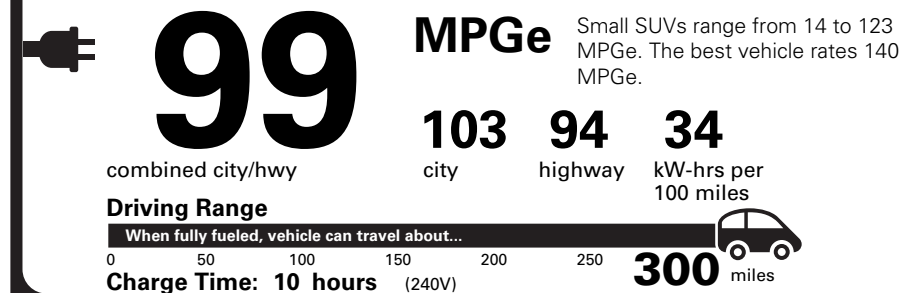 99
MPGe
Small SUVs range from 14 to 123
MPGe. The best vehicle rates 140
MPGe.
combined city/hwy
103
city
94
highway
34
kW-hrs per
100 miles
Driving Range
When fully fueled, vehicle can travel about...
0 50 100 150 200 250 300 miles
Charge Time: 10 hours (240V)